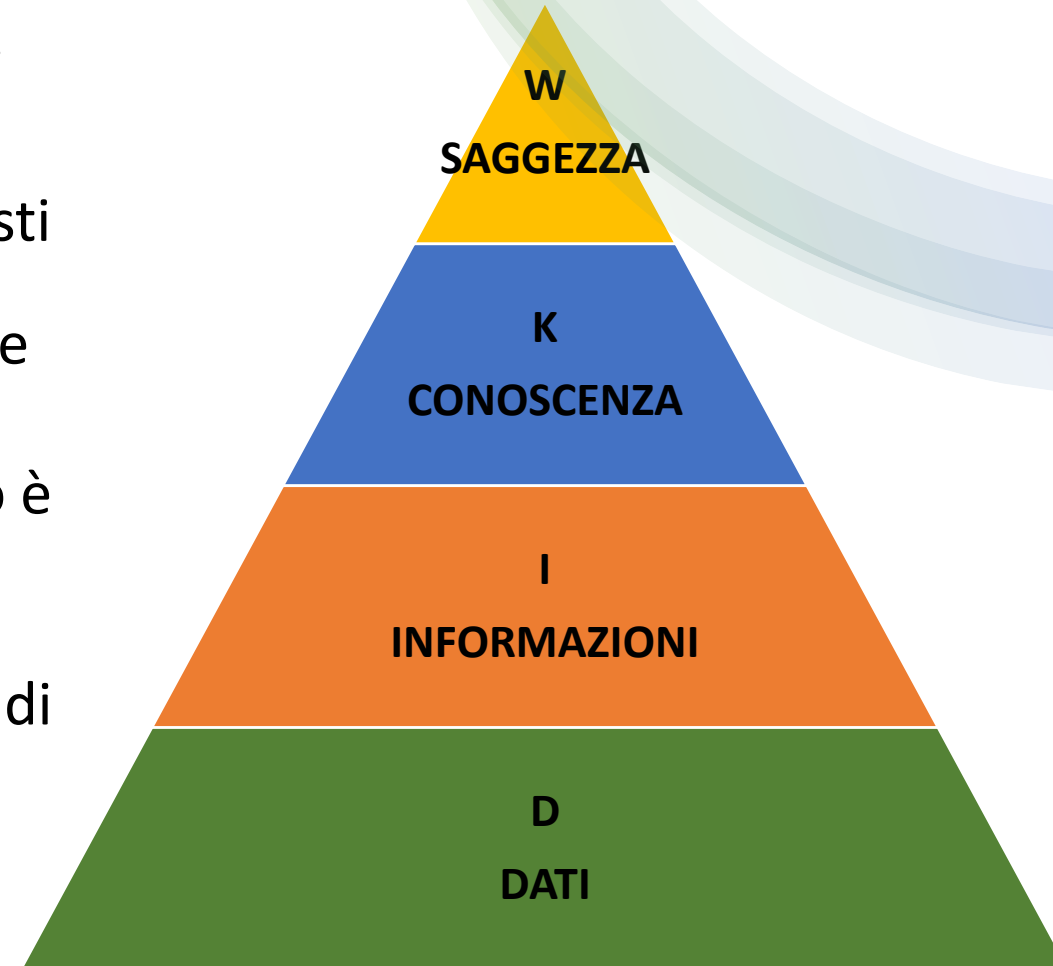 W
SAGGEZZA
sti
K
e
CONOSCENZA
è
I
INFORMAZIONI
di
D
DATI